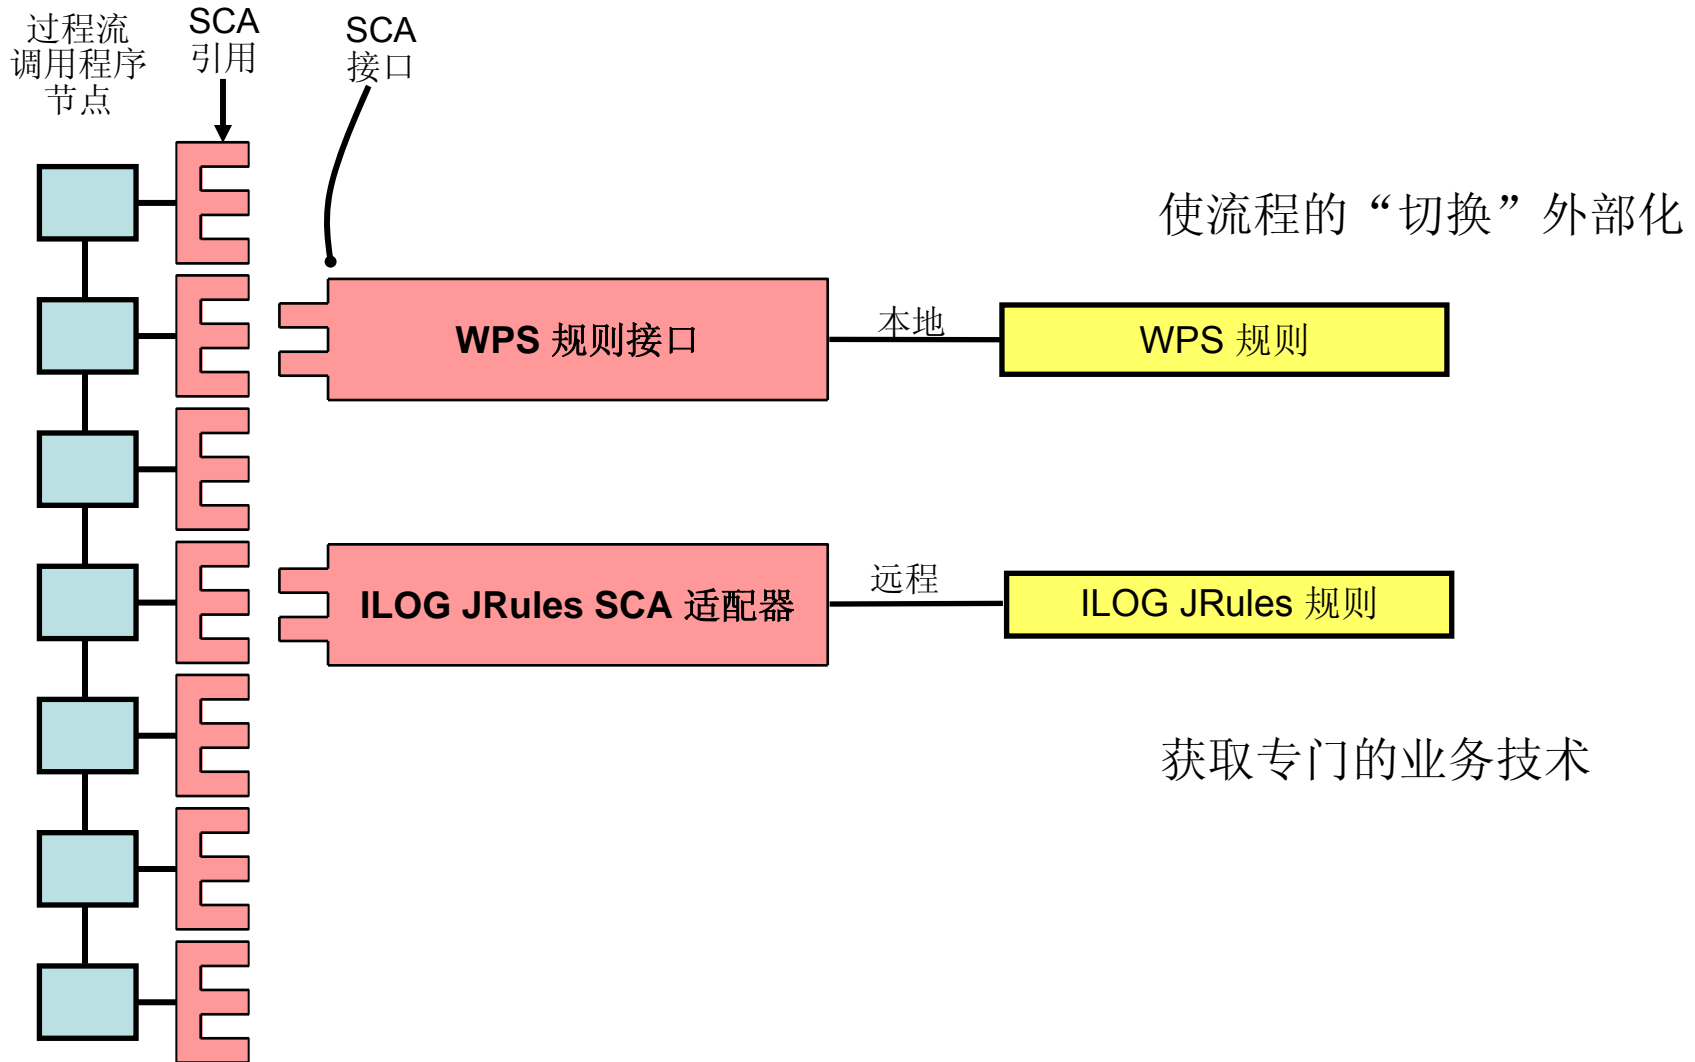 过程流
调用程序
节点
SCA
引用
SCA
接口
使流程的“切换”外部化
WPS 规则接口
本地
WPS 规则
ILOG JRules SCA 适配器
远程
ILOG JRules 规则
获取专门的业务技术